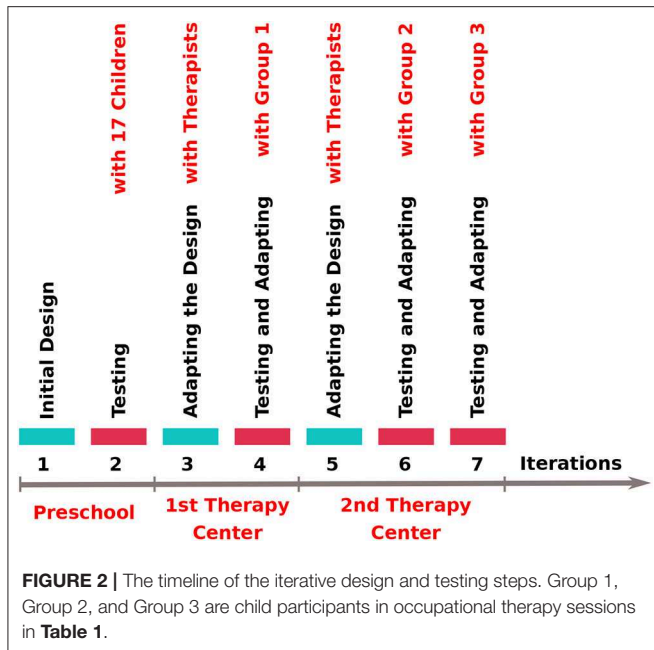 with 17 Children
with Therapists
with Group 1
with Therapists
with Group 2
with Group 3
Initial Design
Testing
Adapting the Design
Testing and Adapting
Adapting the Design
Testing and Adapting
Testing and Adapting
1 2 3 4 5 6 7 Iterations
Preschool
1st Therapy
Center
2nd Therapy
Center
FIGURE 2 | The timeline of the iterative design and testing steps. Group 1,
Group 2, and Group 3 are child participants in occupational therapy sessions
in Table 1.